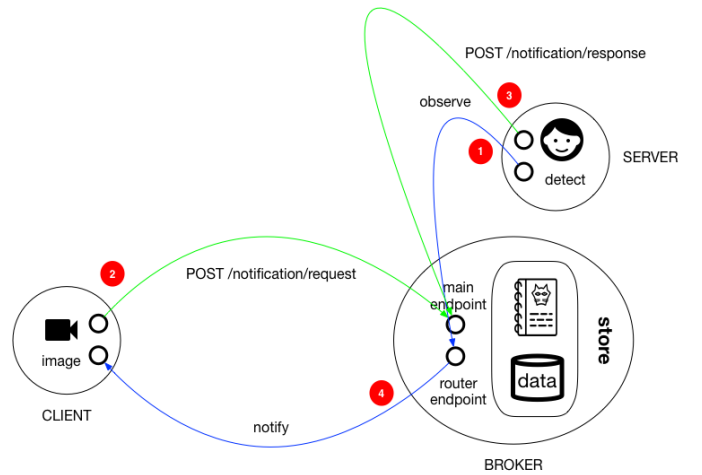 POST /notification/response
3
observe
1
SERVER
detect
2
POST /notification/request
main
endpoint
store
image
data
router
endpoint
4
CLIENT
notify
BROKER